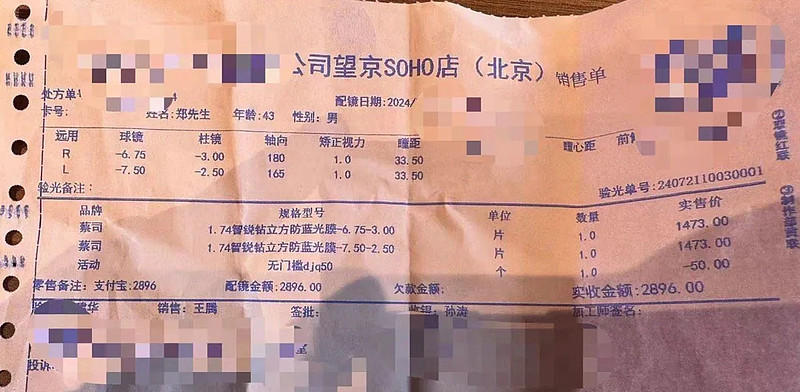 公司望京SOHO店（北京）销售单
处方单
卡号: 姓名:郑先生 年龄:43 性别: 男 配镜日期:2024/
远用 球镜 柱镜 轴向 矫正视力 瞳距 瞳心距
R -6.75 -3.00 180 1.0 33.50
L -7.50 -2.50 165 1.0 33.50
验光备注: 验光单号:24072110030001
品牌 规格型号 单位 数量 实售价
蔡司 1.74智锐钻立方防蓝光膜-6.75-3.00 片 1.0 1473.00
蔡司 1.74智锐钻立方防蓝光膜-7.50-2.50 片 1.0 1473.00
活动 无门槛djq50 个 1.0 -50.00
零售备注: 支付宝:2896 配镜金额:2896.00 欠款金额: 实收金额:2896.00
销售: 王腾 签批: 收银: 孙涛 加工师签名:
投诉